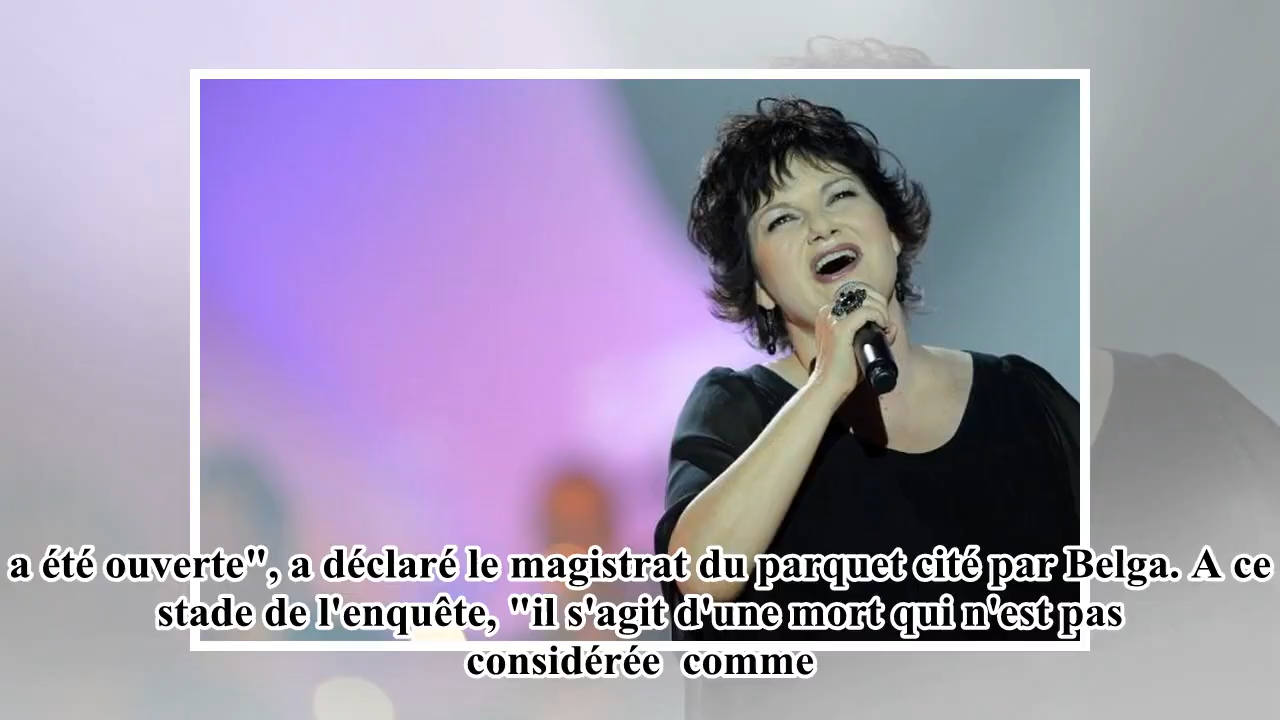 a été ouverte", a déclaré le magistrat du parquet cité par Belga. A ce
stade de l'enquête, "il s'agit d'une mort qui n'est pas
considérée comme